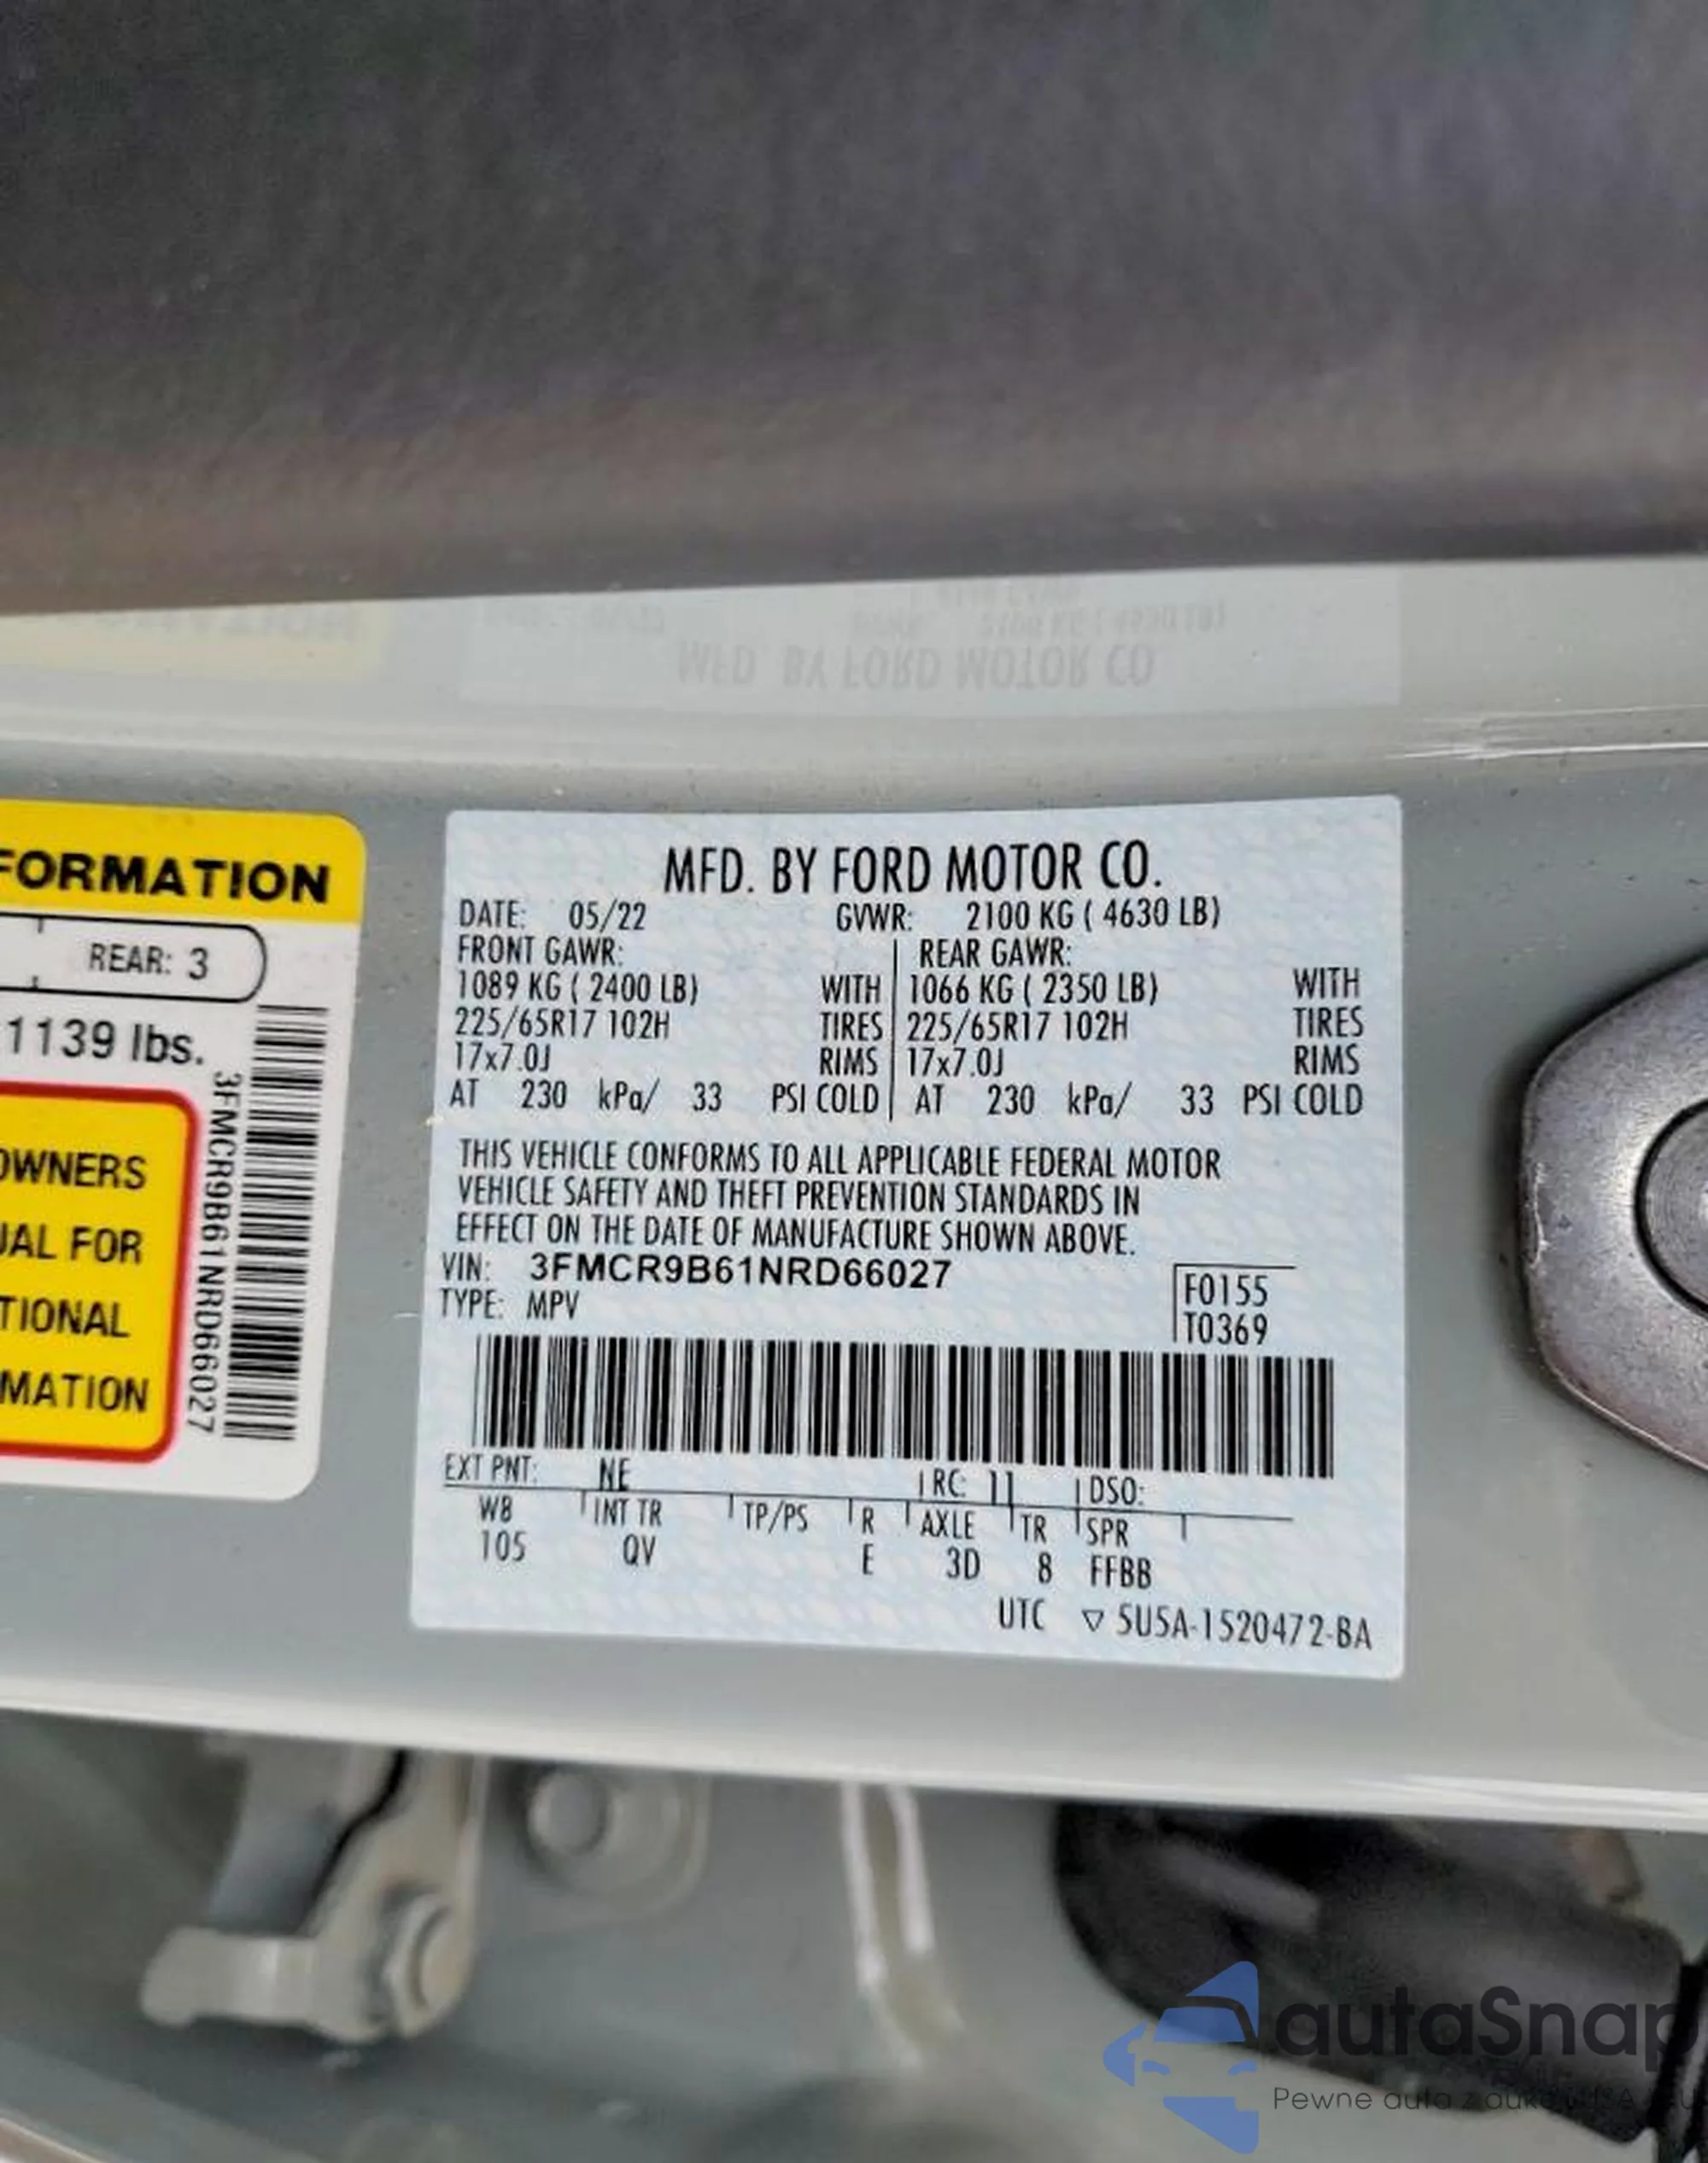 FORMATION
REAR: 3
1139 lbs.
OWNERS
UAL FOR
TIONAL
MATION
3FMCR9B61NRD66027
MFD. BY FORD MOTOR CO.
MFD. BY FORD MOTOR CO.
DATE: 05/22 GVWR: 2100 KG ( 4630 LB)
FRONT GAWR: REAR GAWR:
1089 KG ( 2400 LB) WITH 1066 KG ( 2350 LB) WITH
225/65R17 102H TIRES 225/65R17 102H TIRES
17x7.0J RIMS 17x7.0J RIMS
AT 230 kPa/ 33 PSI COLD AT 230 kPa/ 33 PSI COLD
THIS VEHICLE CONFORMS TO ALL APPLICABLE FEDERAL MOTOR
VEHICLE SAFETY AND THEFT PREVENTION STANDARDS IN
EFFECT ON THE DATE OF MANUFACTURE SHOWN ABOVE.
VIN: 3FMCR9B61NRD66027
TYPE: MPV
F0155
T0369
EXT PNT: NE RC: 11 DSO:
WB INT TR TP/PS R AXLE TR SPR
105 QV E 3D 8 FFBB
UTC ▽ 5U5A-1520472-BA
autaSnap
Pewne auta z auk USA